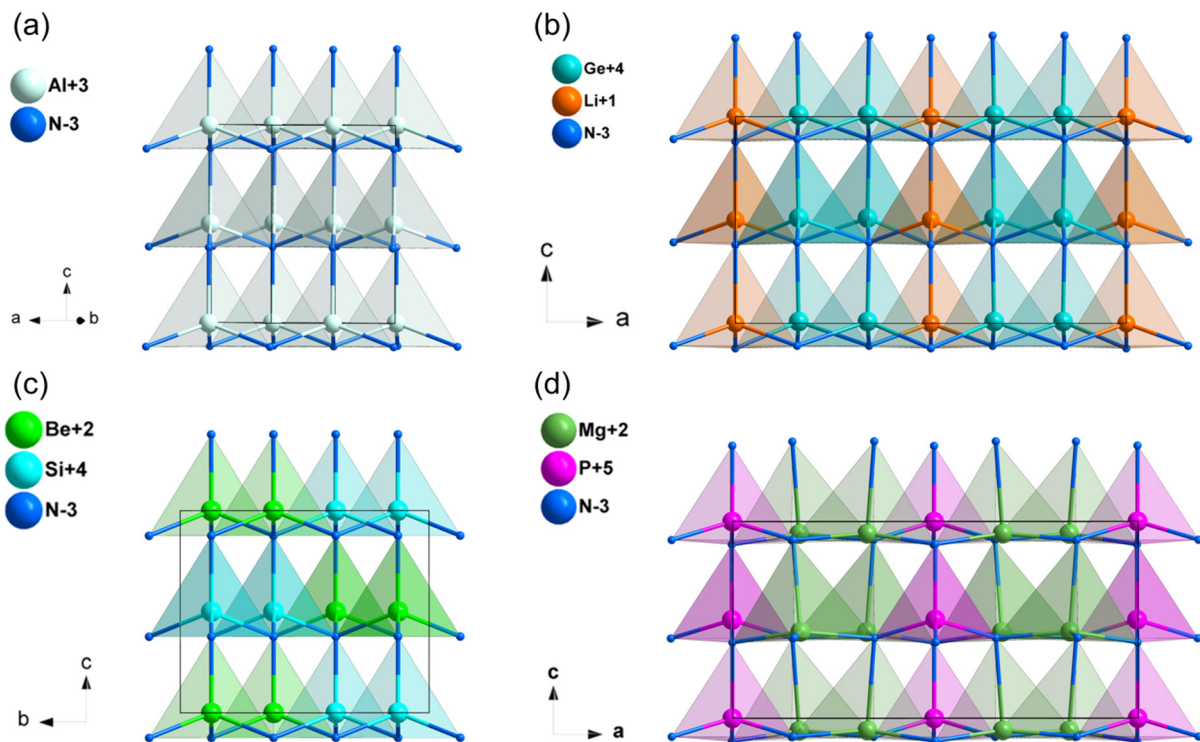 (a)
Al+3
N-3
c
a b
(b)
Ge+4
Li+1
N-3
c
a
(c)
Be+2
Si+4
N-3
c
b
(d)
Mg+2
P+5
N-3
c
a